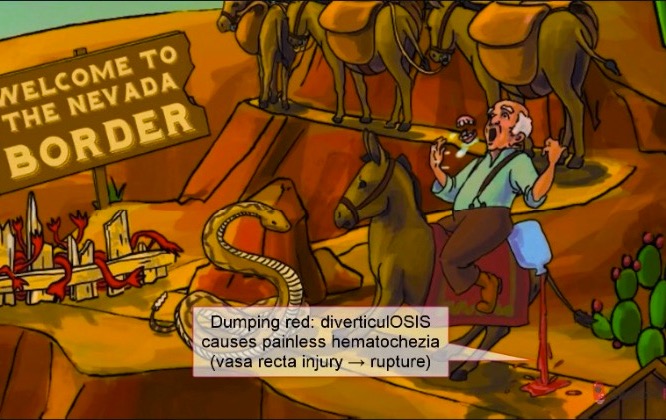 WELCOME TO
THE NEVADA
BORDER
Dumping red: diverticulOSIS
causes painless hematochezia
(vasa recta injury → rupture)